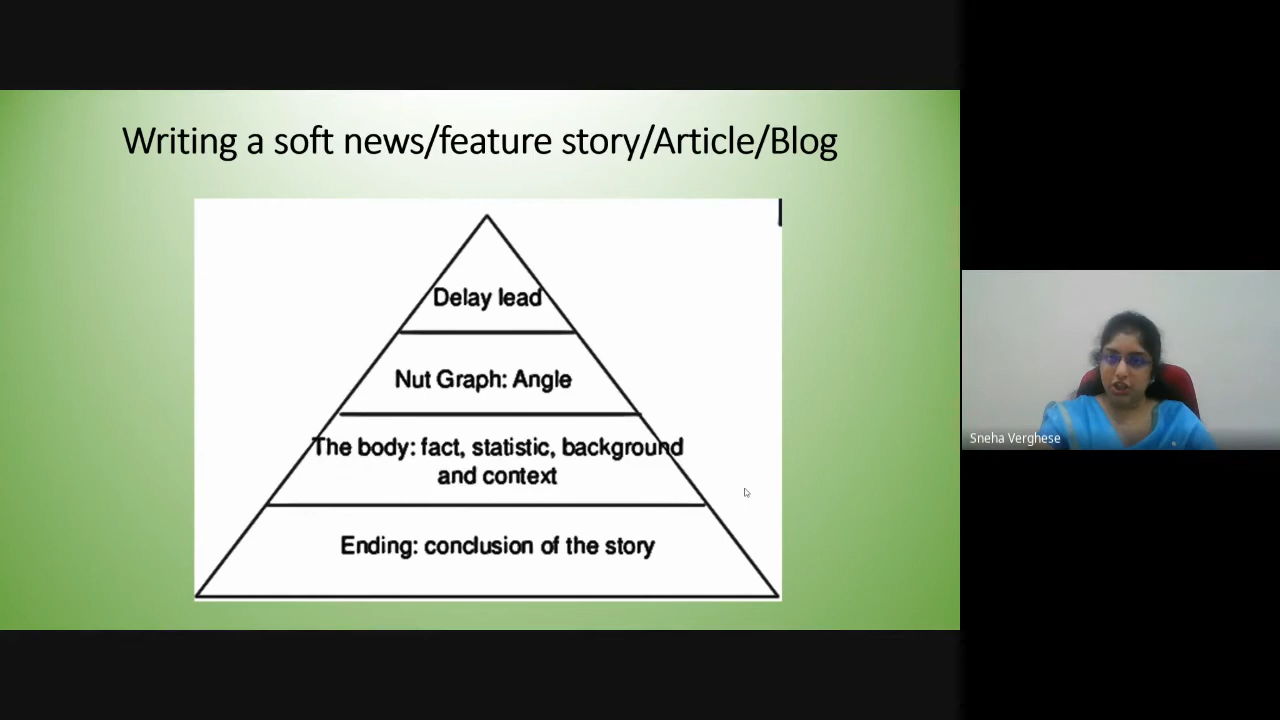 Writing a soft news/feature story/Article/Blog
Delay lead
Nut Graph: Angle
The body: fact, statistic, background
and context
Ending: conclusion of the story
Sneha Verghese